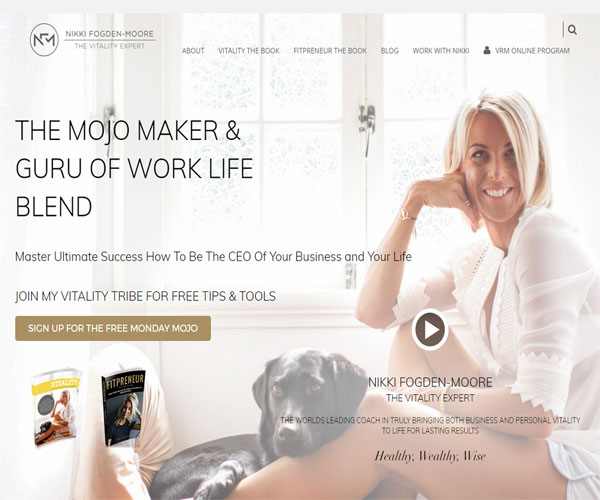 NFM
NIKKI FOGDEN-MOORE
THE VITALITY EXPERT
ABOUT VITALITY THE BOOK FITPRENEUR THE BOOK BLOG WORK WITH NIKKI VRM ONLINE PROGRAM
THE MOJO MAKER &
GURU OF WORK LIFE
BLEND
Master Ultimate Success How To Be The CEO Of Your Business and Your Life
JOIN MY VITALITY TRIBE FOR FREE TIPS & TOOLS
SIGN UP FOR THE FREE MONDAY MOJO
VITALITY
FITPRENEUR
NIKKI FOGDEN-MOORE
THE VITALITY EXPERT
THE WORLDS LEADING COACH IN TRULY BRINGING BOTH BUSINESS AND PERSONAL VITALITY
TO LIFE FOR LASTING RESULTS
Healthy, Wealthy, Wise